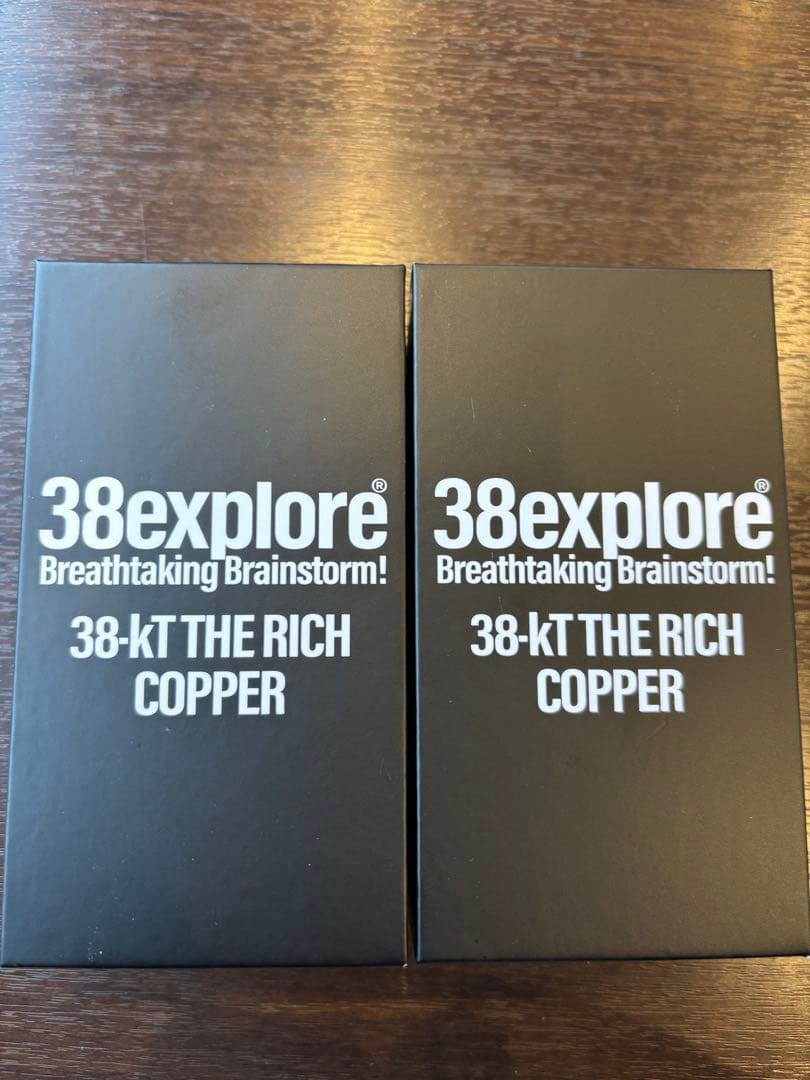 38explore®
Breathtaking Brainstorm!
38-kT THE RICH
COPPER
38explore®
Breathtaking Brainstorm!
38-kT THE RICH
COPPER